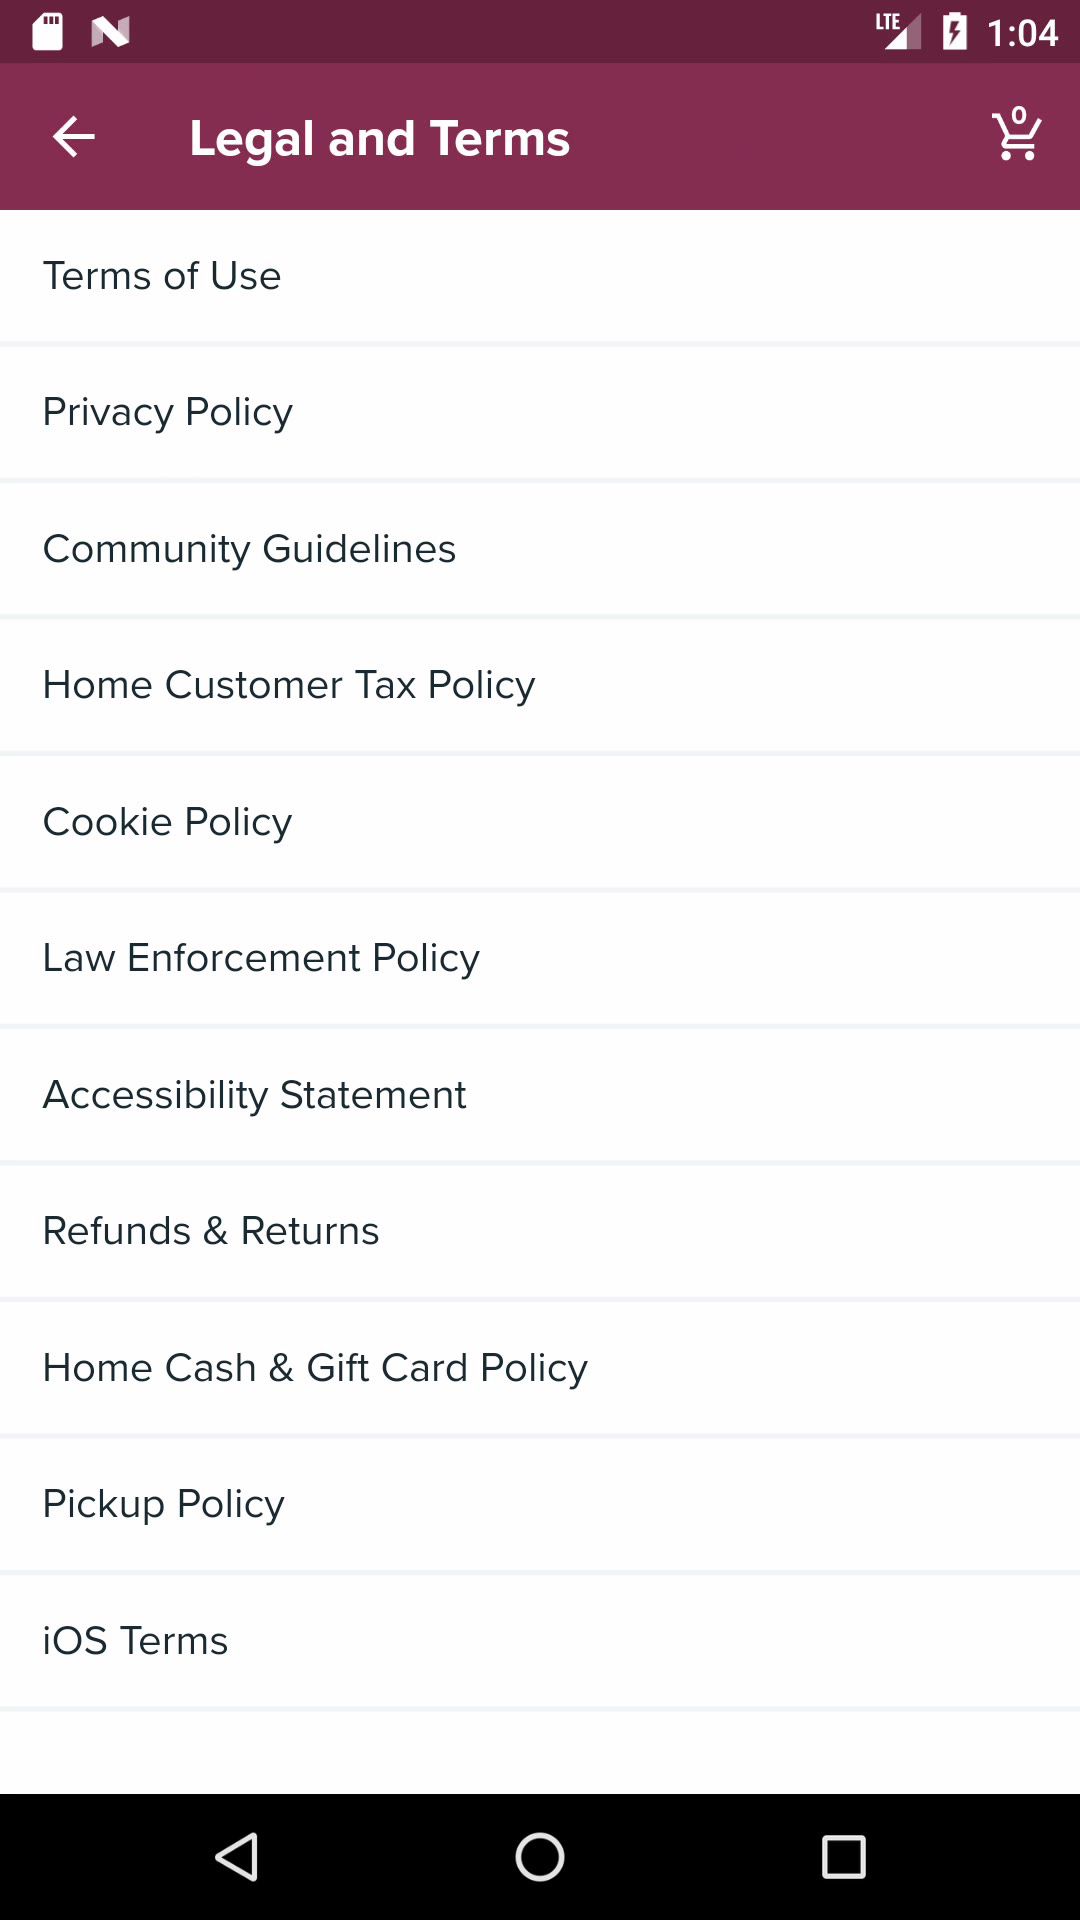 LTE 1:04
Legal and Terms 0
Terms of Use
Privacy Policy
Community Guidelines
Home Customer Tax Policy
Cookie Policy
Law Enforcement Policy
Accessibility Statement
Refunds & Returns
Home Cash & Gift Card Policy
Pickup Policy
iOS Terms